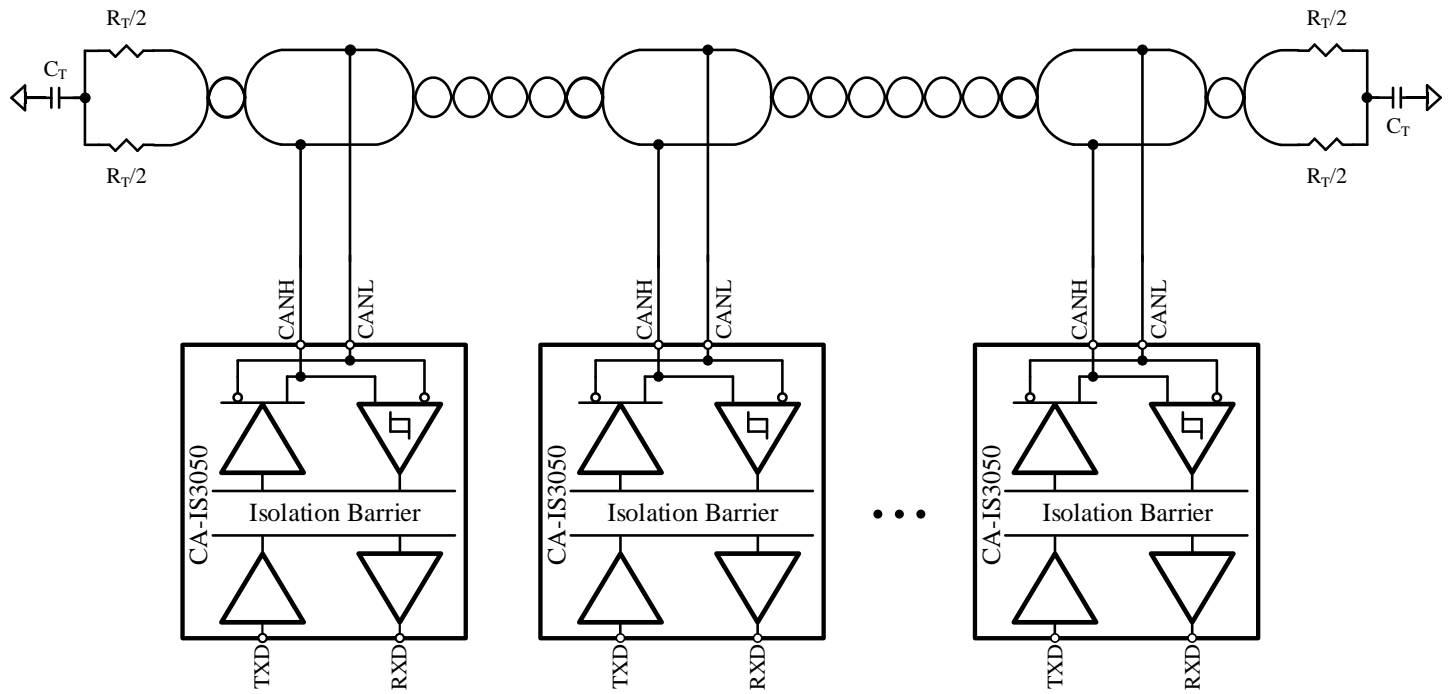 R_T/2
R_T/2
C_T
C_T
R_T/2
R_T/2
CANH
CANL
CANH
CANL
CANH
CANL
CA-IS3050
Isolation Barrier
CA-IS3050
Isolation Barrier
CA-IS3050
Isolation Barrier
TXD
RXD
TXD
RXD
TXD
RXD